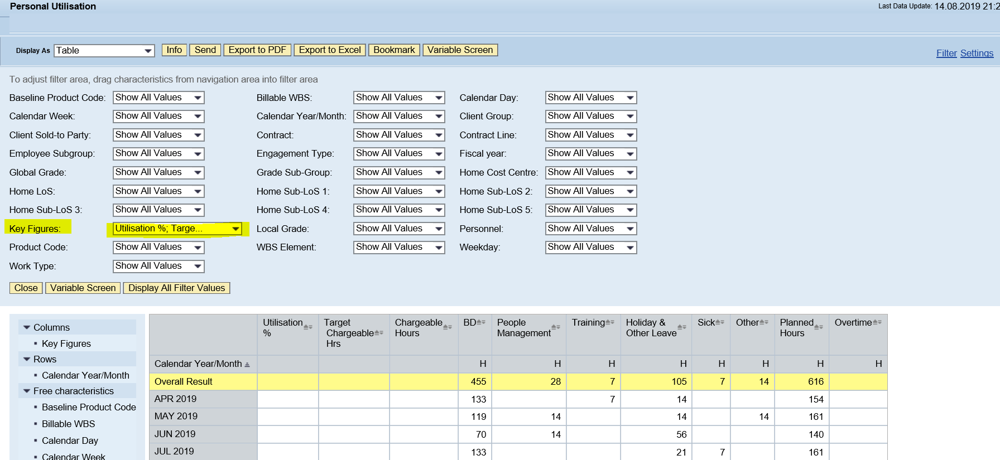 Personal Utilisation Last Data Update: 14.08.2019 21:2
Display As Table Info Send Export to PDF Export to Excel Bookmark Variable Screen Filter Settings
To adjust filter area, drag characteristics from navigation area into filter area
Baseline Product Code: Show All Values Billable WBS: Show All Values Calendar Day: Show All Values
Calendar Week: Show All Values Calendar Year/Month: Show All Values Client Group: Show All Values
Client Sold-to Party: Show All Values Contract: Show All Values Contract Line: Show All Values
Employee Subgroup: Show All Values Engagement Type: Show All Values Fiscal year: Show All Values
Global Grade: Show All Values Grade Sub-Group: Show All Values Home Cost Centre: Show All Values
Home LoS: Show All Values Home Sub-LoS 1: Show All Values Home Sub-LoS 2: Show All Values
Home Sub-LoS 3: Show All Values Home Sub-LoS 4: Show All Values Home Sub-LoS 5: Show All Values
Key Figures: Utilisation %; Targe... Local Grade: Show All Values Personnel: Show All Values
Product Code: Show All Values WBS Element: Show All Values Weekday: Show All Values
Work Type: Show All Values
Close Variable Screen Display All Filter Values
Columns
Key Figures
Rows
Calendar Year/Month
Free characteristics
Baseline Product Code
Billable WBS
Calendar Day
Calendar Week
Utilisation Target Chargeable BD People Training Holiday & Sick Other Planned Overtime
% Chargeable Hours Management Other Leave Hours
Hrs
Calendar Year/Month H H H H H H H H
Overall Result 455 28 7 105 7 14 616
APR 2019 133 7 14 154
MAY 2019 119 14 14 14 161
JUN 2019 70 14 56 140
JUL 2019 133 21 7 161